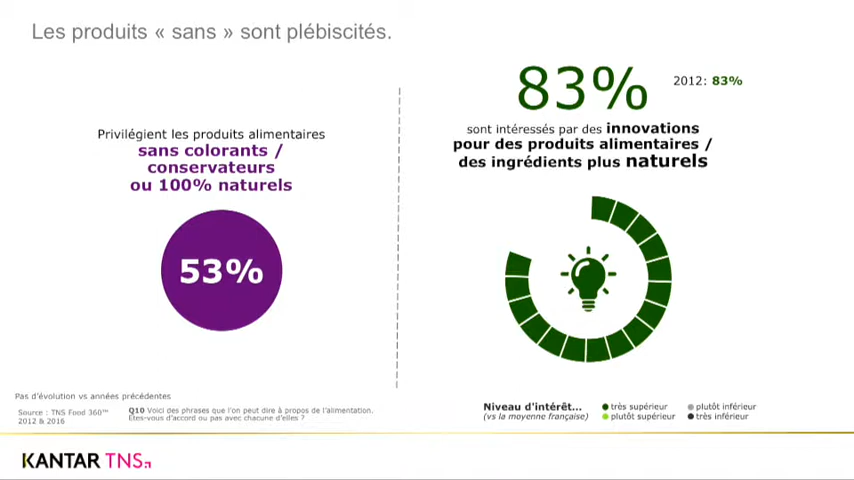 Les produits « sans » sont plébiscités.
Privilégient les produits alimentaires
sans colorants /
conservateurs
ou 100% naturels
53%
83%
2012: 83%
sont intéressés par des innovations
pour des produits alimentaires /
des ingrédients plus naturels
Pas d'évolution vs années précédentes
Source : TNS Food 360™
2012 & 2016
Q10 Voici des phrases que l'on peut dire à propos de l'alimentation.
Etes-vous d'accord ou pas avec chacune d'elles ?
Niveau d'intérêt...
(vs la moyenne française)
très supérieur
plutôt supérieur
plutôt inférieur
très inférieur
KANTAR TNS